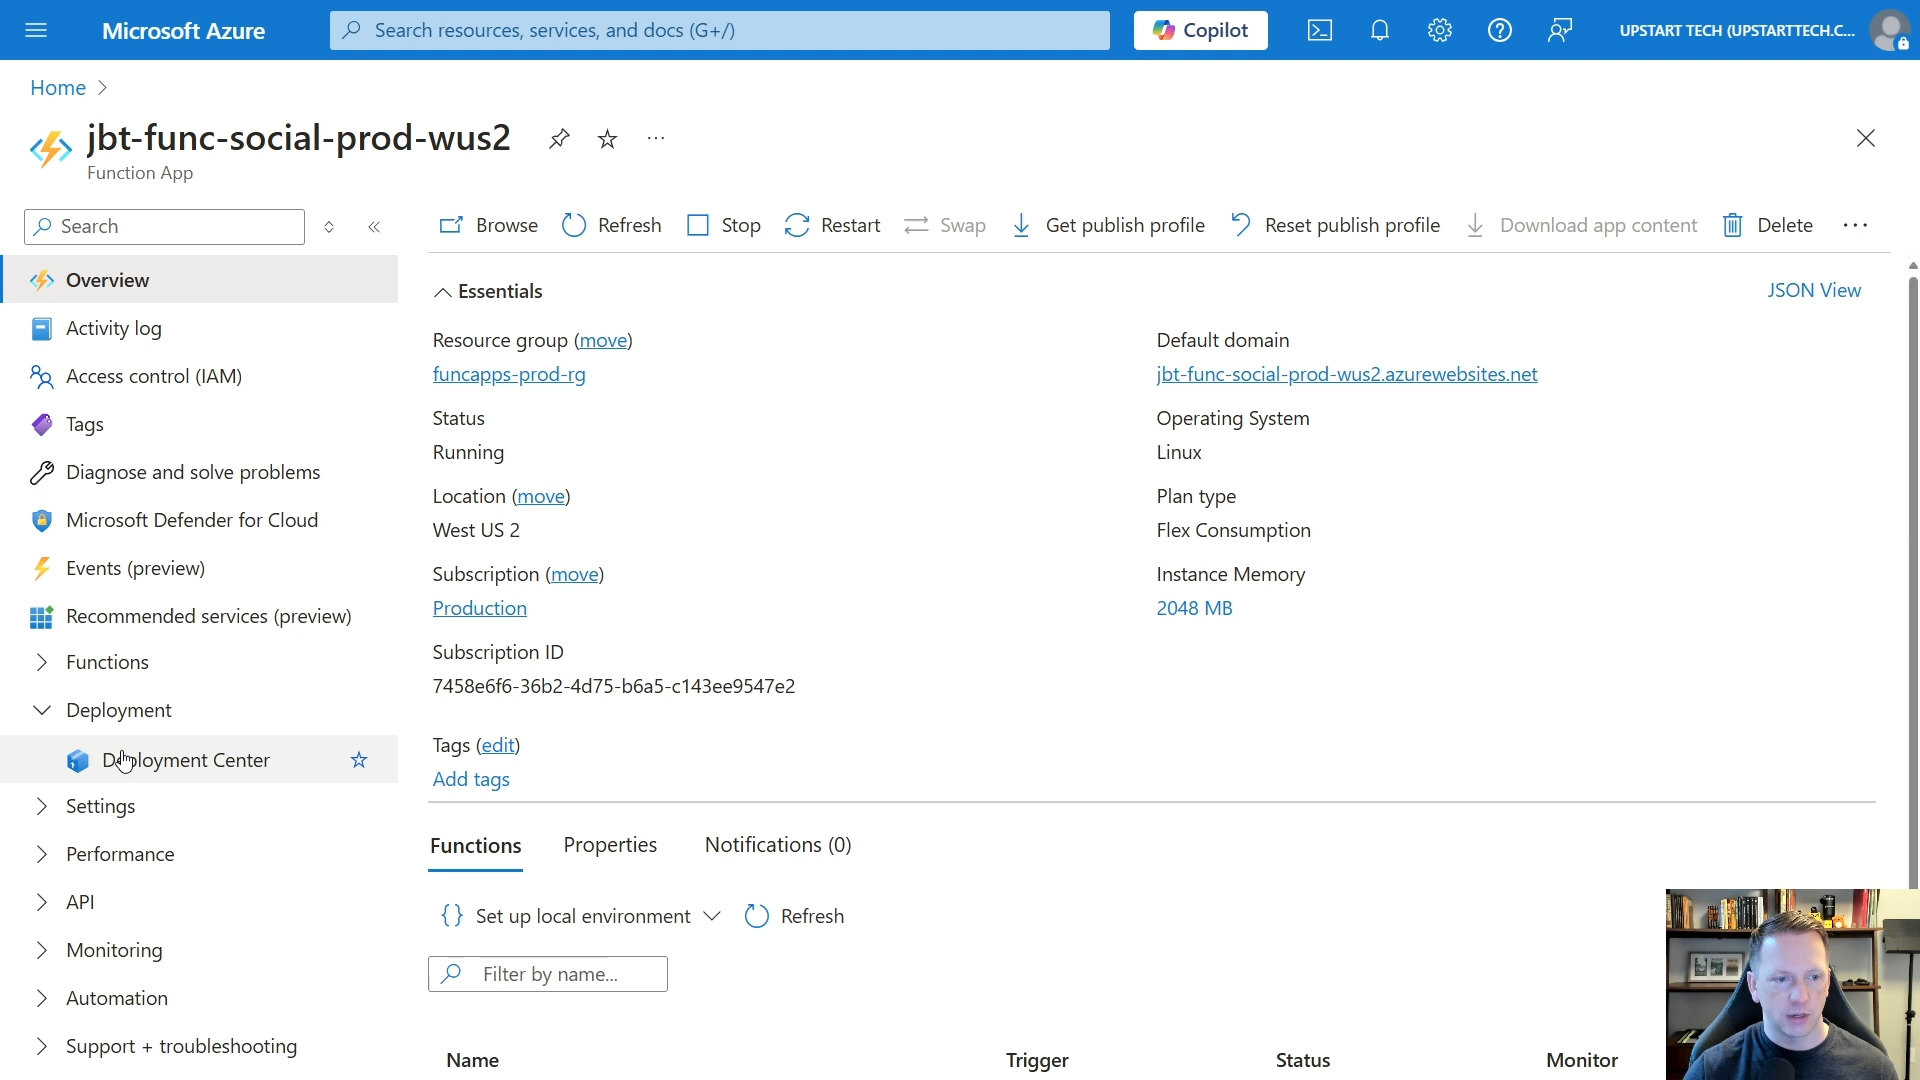 Microsoft Azure
Search resources, services, and docs (G+/)
Copilot
UPSTART TECH (UPSTARTTECH.C...
Home
jbt-func-social-prod-wus2
Function App
Search
Browse
Refresh
Stop
Restart
Swap
Get publish profile
Reset publish profile
Download app content
Delete
Overview
Activity log
Access control (IAM)
Tags
Diagnose and solve problems
Microsoft Defender for Cloud
Events (preview)
Recommended services (preview)
Functions
Deployment
Deployment Center
Settings
Performance
API
Monitoring
Automation
Support + troubleshooting
Essentials
JSON View
Resource group (move)
funcapps-prod-rg
Status
Running
Location (move)
West US 2
Subscription (move)
Production
Subscription ID
7458e6f6-36b2-4d75-b6a5-c143ee9547e2
Default domain
jbt-func-social-prod-wus2.azurewebsites.net
Operating System
Linux
Plan type
Flex Consumption
Instance Memory
2048 MB
Tags (edit)
Add tags
Functions
Properties
Notifications (0)
Set up local environment
Refresh
Filter by name...
Name
Trigger
Status
Monitor